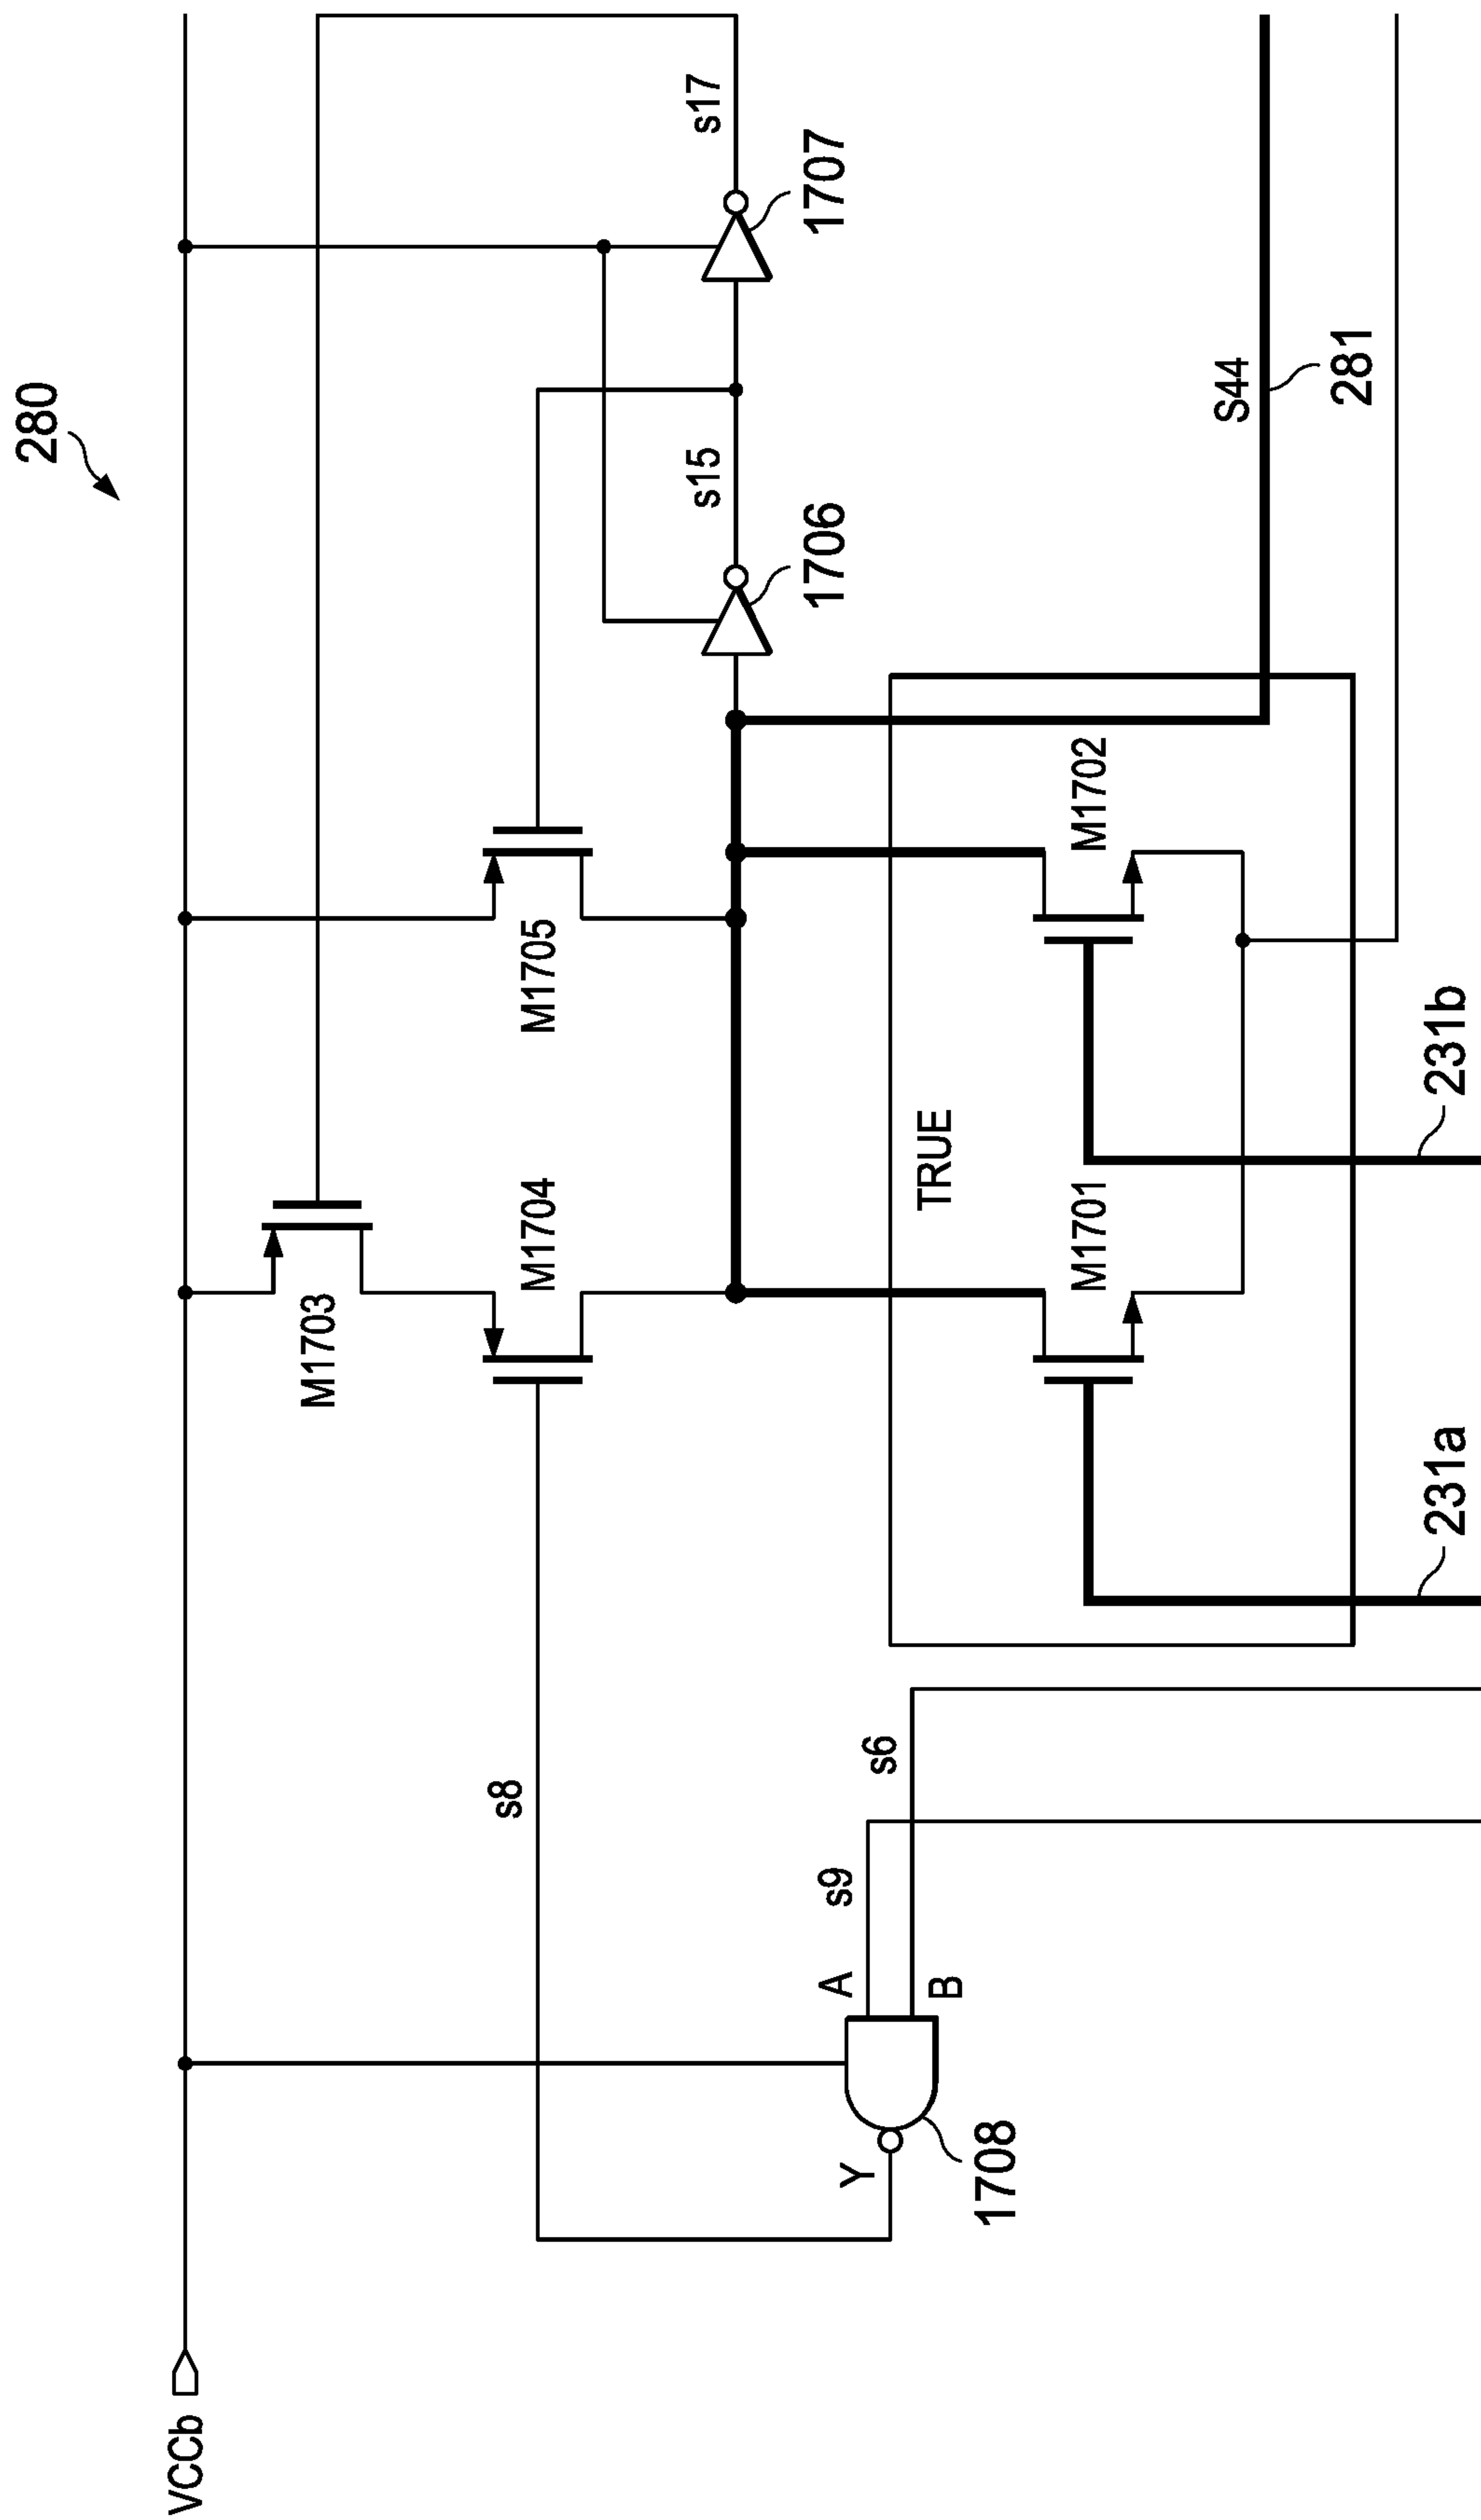 280
VCCb
M1703
s17
s8
M1704
M1705
s15
1707
1706
Y
A
s9
B
s6
1708
TRUE
M1701
M1702
S44
281
231a
231b